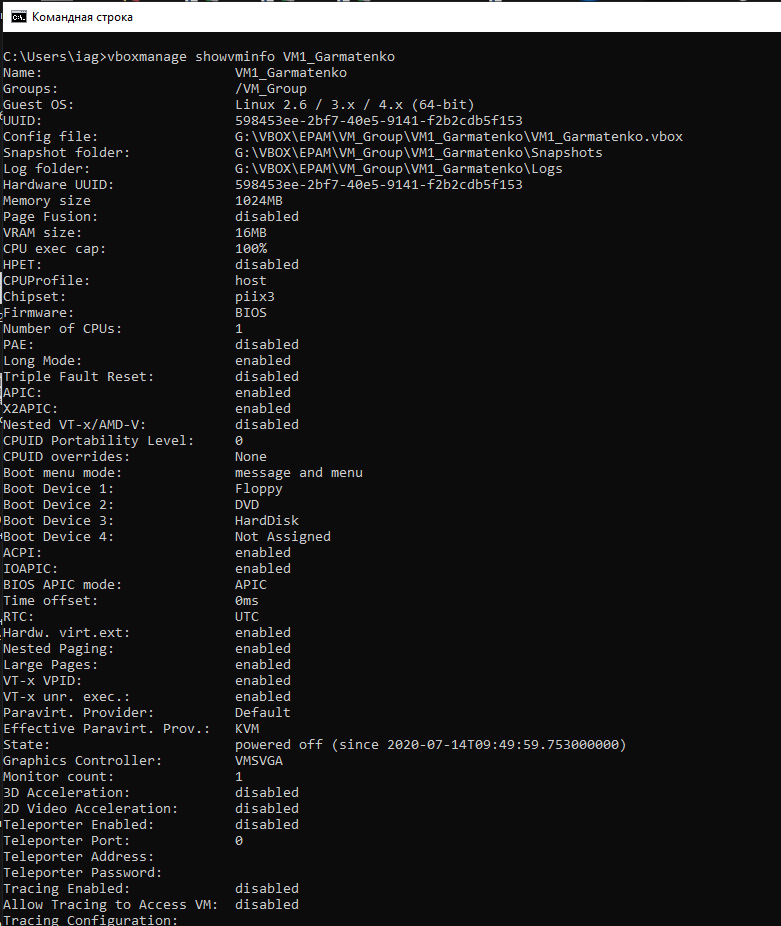 Командная строка
C:\Users\iag>vboxmanage showvminfo VM1_Garmatenko
Name: VM1_Garmatenko
Groups: /VM_Group
Guest OS: Linux 2.6 / 3.x / 4.x (64-bit)
UUID: 598453ee-2bf7-40e5-9141-f2b2cdb5f153
Config file: G:\VBOX\EPAM\VM_Group\VM1_Garmatenko\VM1_Garmatenko.vbox
Snapshot folder: G:\VBOX\EPAM\VM_Group\VM1_Garmatenko\Snapshots
Log folder: G:\VBOX\EPAM\VM_Group\VM1_Garmatenko\Logs
Hardware UUID: 598453ee-2bf7-40e5-9141-f2b2cdb5f153
Memory size 1024MB
Page Fusion: disabled
VRAM size: 16MB
CPU exec cap: 100%
HPET: disabled
CPUProfile: host
Chipset: piix3
Firmware: BIOS
Number of CPUs: 1
PAE: disabled
Long Mode: enabled
Triple Fault Reset: disabled
APIC: enabled
X2APIC: enabled
Nested VT-x/AMD-V: disabled
CPUID Portability Level: 0
CPUID overrides: None
Boot menu mode: message and menu
Boot Device 1: Floppy
Boot Device 2: DVD
Boot Device 3: HardDisk
Boot Device 4: Not Assigned
ACPI: enabled
IOAPIC: enabled
BIOS APIC mode: APIC
Time offset: 0ms
RTC: UTC
Hardw. virt.ext: enabled
Nested Paging: enabled
Large Pages: enabled
VT-x VPID: enabled
VT-x unr. exec.: enabled
Paravirt. Provider: Default
Effective Paravirt. Prov.: KVM
State: powered off (since 2020-07-14T09:49:59.753000000)
Graphics Controller: VMSVGA
Monitor count: 1
3D Acceleration: disabled
2D Video Acceleration: disabled
Teleporter Enabled: disabled
Teleporter Port: 0
Teleporter Address:
Teleporter Password:
Tracing Enabled: disabled
Allow Tracing to Access VM: disabled
Tracing Configuration: